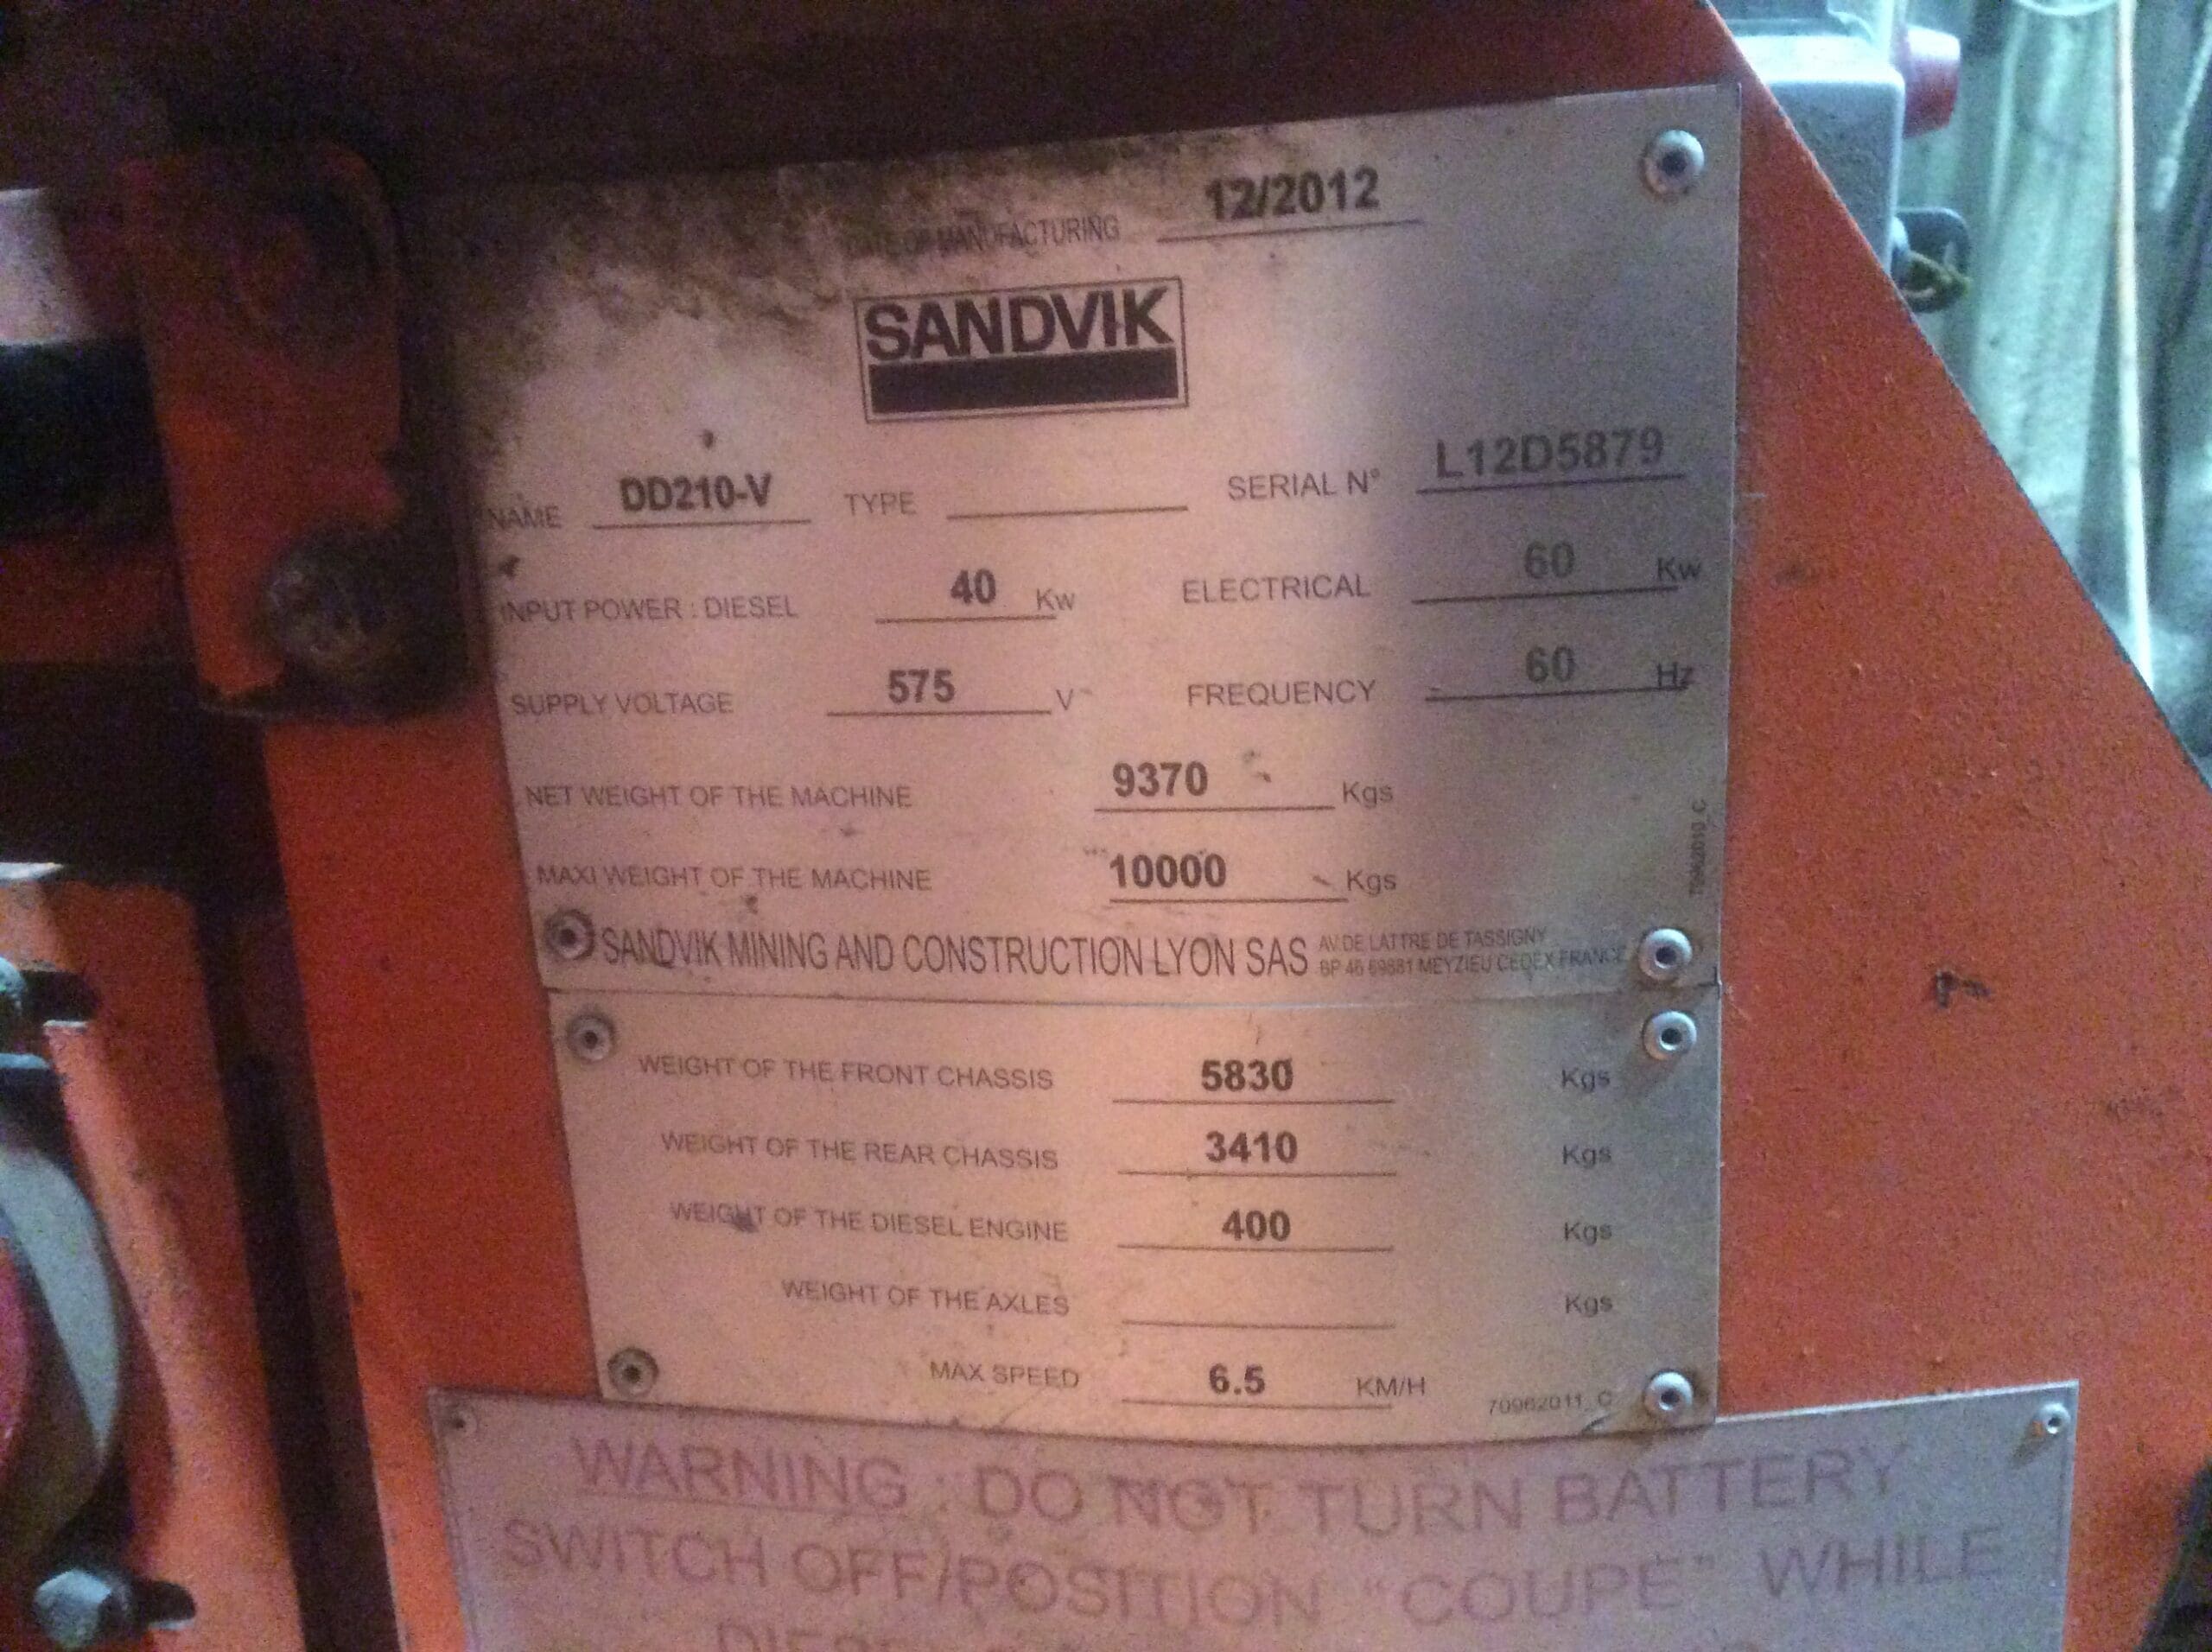 DATE OF MANUFACTURING 12/2012
SANDVIK
NAME DD210-V TYPE SERIAL N° L12D5879
INPUT POWER : DIESEL 40 Kw ELECTRICAL 60 Kw
SUPPLY VOLTAGE 575 V FREQUENCY 60 Hz
NET WEIGHT OF THE MACHINE 9370 Kgs
MAXI WEIGHT OF THE MACHINE 10000 Kgs
SANDVIK MINING AND CONSTRUCTION LYON SAS AV.DE LATTRE DE TASSIGNY
BP 46 69881 MEYZIEU CEDEX FRANCE
WEIGHT OF THE FRONT CHASSIS 5830 Kgs
WEIGHT OF THE REAR CHASSIS 3410 Kgs
WEIGHT OF THE DIESEL ENGINE 400 Kgs
WEIGHT OF THE AXLES Kgs
MAX SPEED 6.5 KM/H
70962011_C
WARNING : DO NOT TURN BATTERY
SWITCH OFF/POSITION "COUPE" WHILE